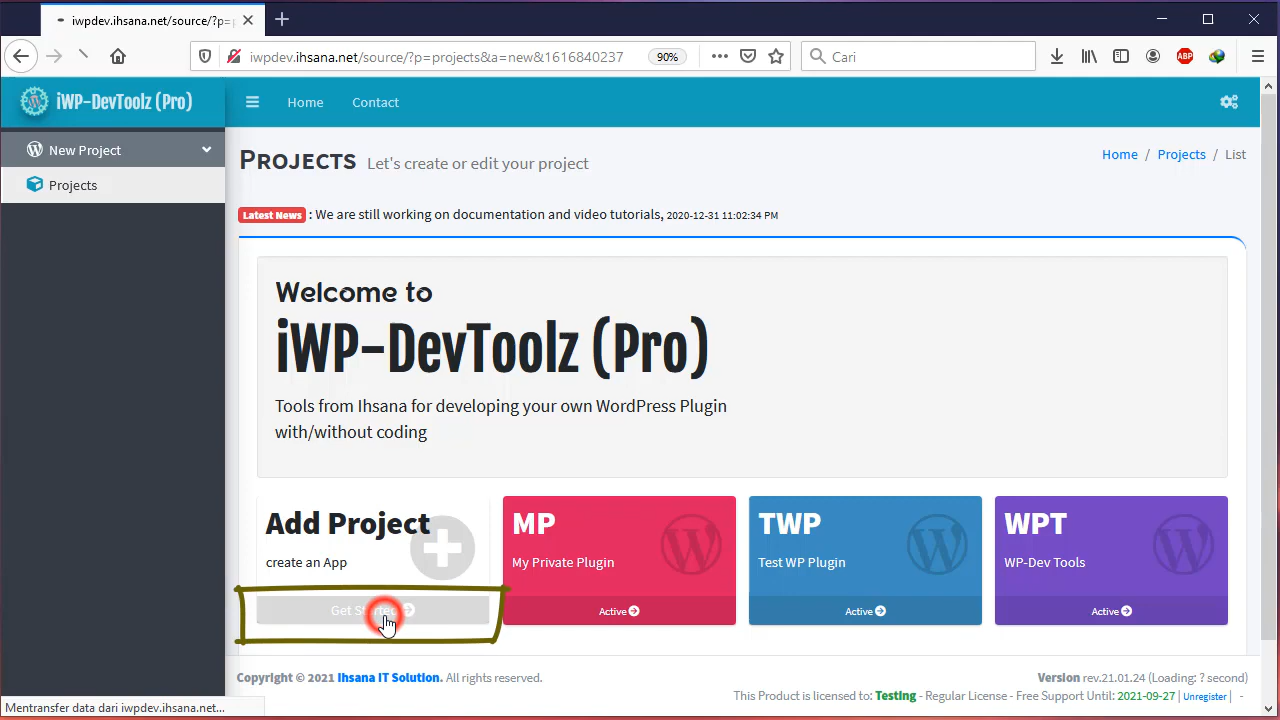 iwpdev.ihsana.net/source/?p=p
iwpdev.ihsana.net/source/?p=projects&a=new&1616840237
90%
Cari
ABP
iWP-DevToolz (Pro)
Home
Contact
New Project
Projects
Projects Let's create or edit your project
Home / Projects / List
Latest News : We are still working on documentation and video tutorials, 2020-12-31 11:02:34 PM
Welcome to
iWP-DevToolz (Pro)
Tools from Ihsana for developing your own WordPress Plugin
with/without coding
Add Project
create an App
Get Started
MP
My Private Plugin
Active
TWP
Test WP Plugin
Active
WPT
WP-Dev Tools
Active
Copyright © 2021 Ihsana IT Solution. All rights reserved.
Version rev.21.01.24 (Loading: ? second)
This Product is licensed to: Testing - Regular License - Free Support Until: 2021-09-27 | Unregister | -
Mentransfer data dari iwpdev.ihsana.net...